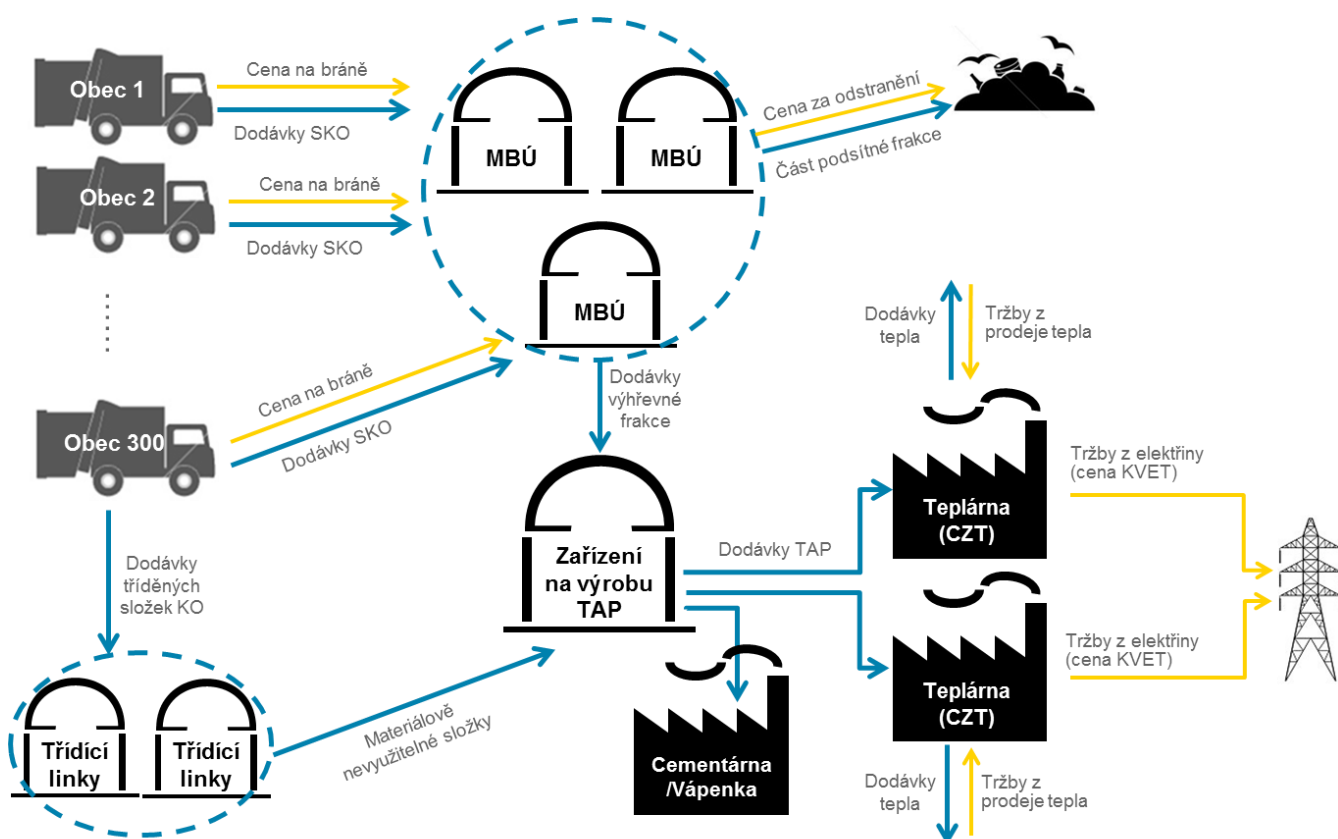 Obec 1
Cena na bráně
Dodávky SKO
MBÚ
MBÚ
Cena za odstranění
Část podsítné frakce
Obec 2
Cena na bráně
Dodávky SKO
MBÚ
Obec 300
Cena na bráně
Dodávky SKO
Dodávky
výhřevné
frakce
Dodávky
tepla
Tržby z
prodeje tepla
Teplárna
(CZT)
Tržby z elektřiny
(cena KVET)
Dodávky
tříděných
složek KO
Zařízení
na výrobu
TAP
Dodávky TAP
Teplárna
(CZT)
Tržby z elektřiny
(cena KVET)
Třídící
linky
Třídící
linky
Materiálově
nevyužitelné složky
Cementárna
/Vápenka
Dodávky
tepla
Tržby z
prodeje tepla